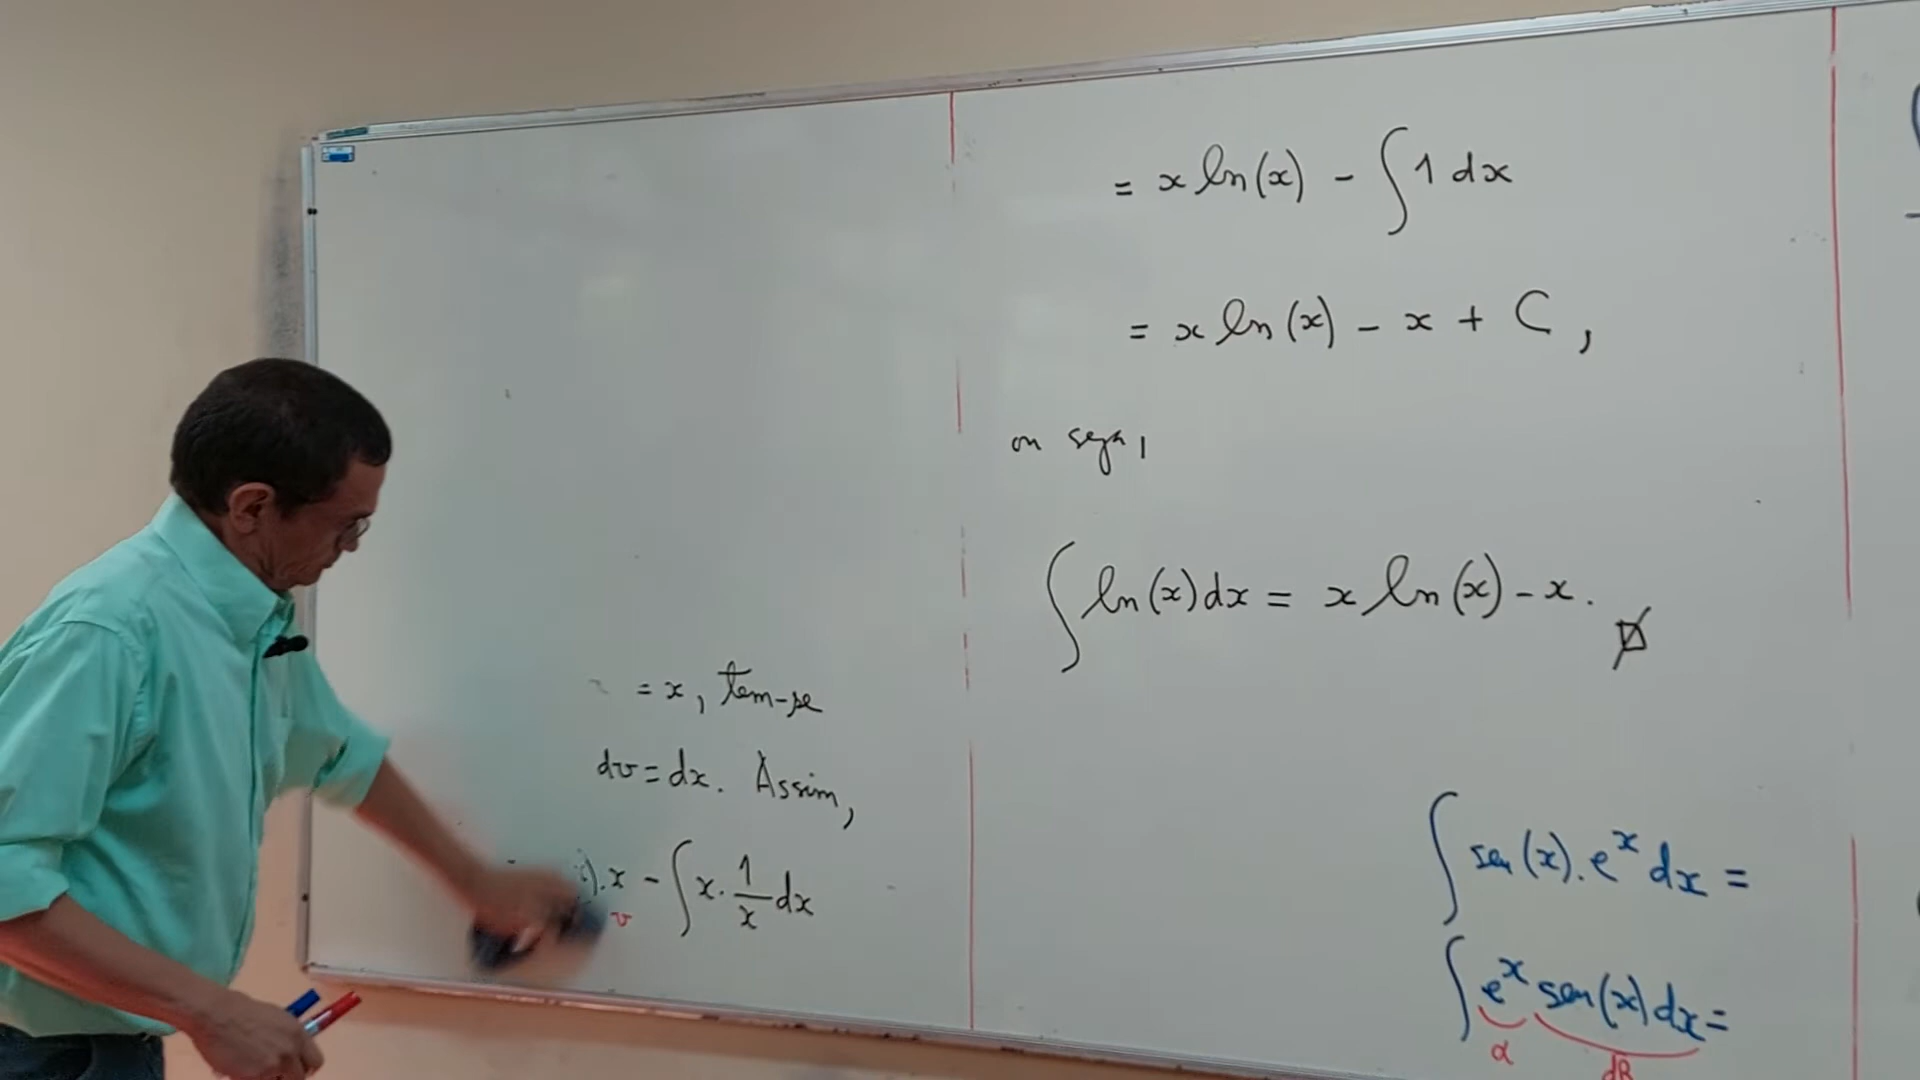 = x, tem-se
dv = dx. Assim,
). x - ∫ x. 1/x dx
v
= x ln(x) - ∫ 1 dx
= x ln(x) - x + C,
ou seja,
∫ ln(x) dx = x ln(x) - x.
∫ sen(x). e^x dx =
∫ e^x sen(x) dx =
α
dβ